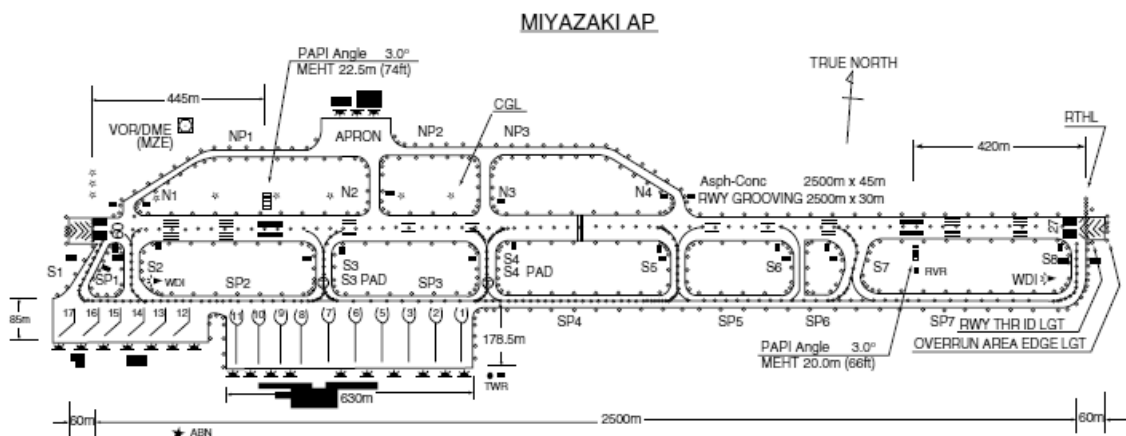 MIYAZAKI AP
PAPI Angle 3.0°
MEHT 22.5m (74ft)
TRUE NORTH
445m
CGL
RTHL
VOR/DME
(MZE)
NP1
APRON
NP2
NP3
420m
N1
N2
N3
N4
Asph-Conc 2500m x 45m
RWY GROOVING 2500m x 30m
09
27
S1
SP1
S2
WDI
SP2
S3
S3 PAD
SP3
S4
S4 PAD
S5
S6
S7
RVR
WDI
S8
85m
17
16
15
14
13
12
11
10
9
8
7
6
5
3
2
1
178.5m
SP4
SP5
SP6
SP7
RWY THR ID LGT
OVERRUN AREA EDGE LGT
PAPI Angle 3.0°
MEHT 20.0m (66ft)
TWR
630m
60m
2500m
60m
ABN